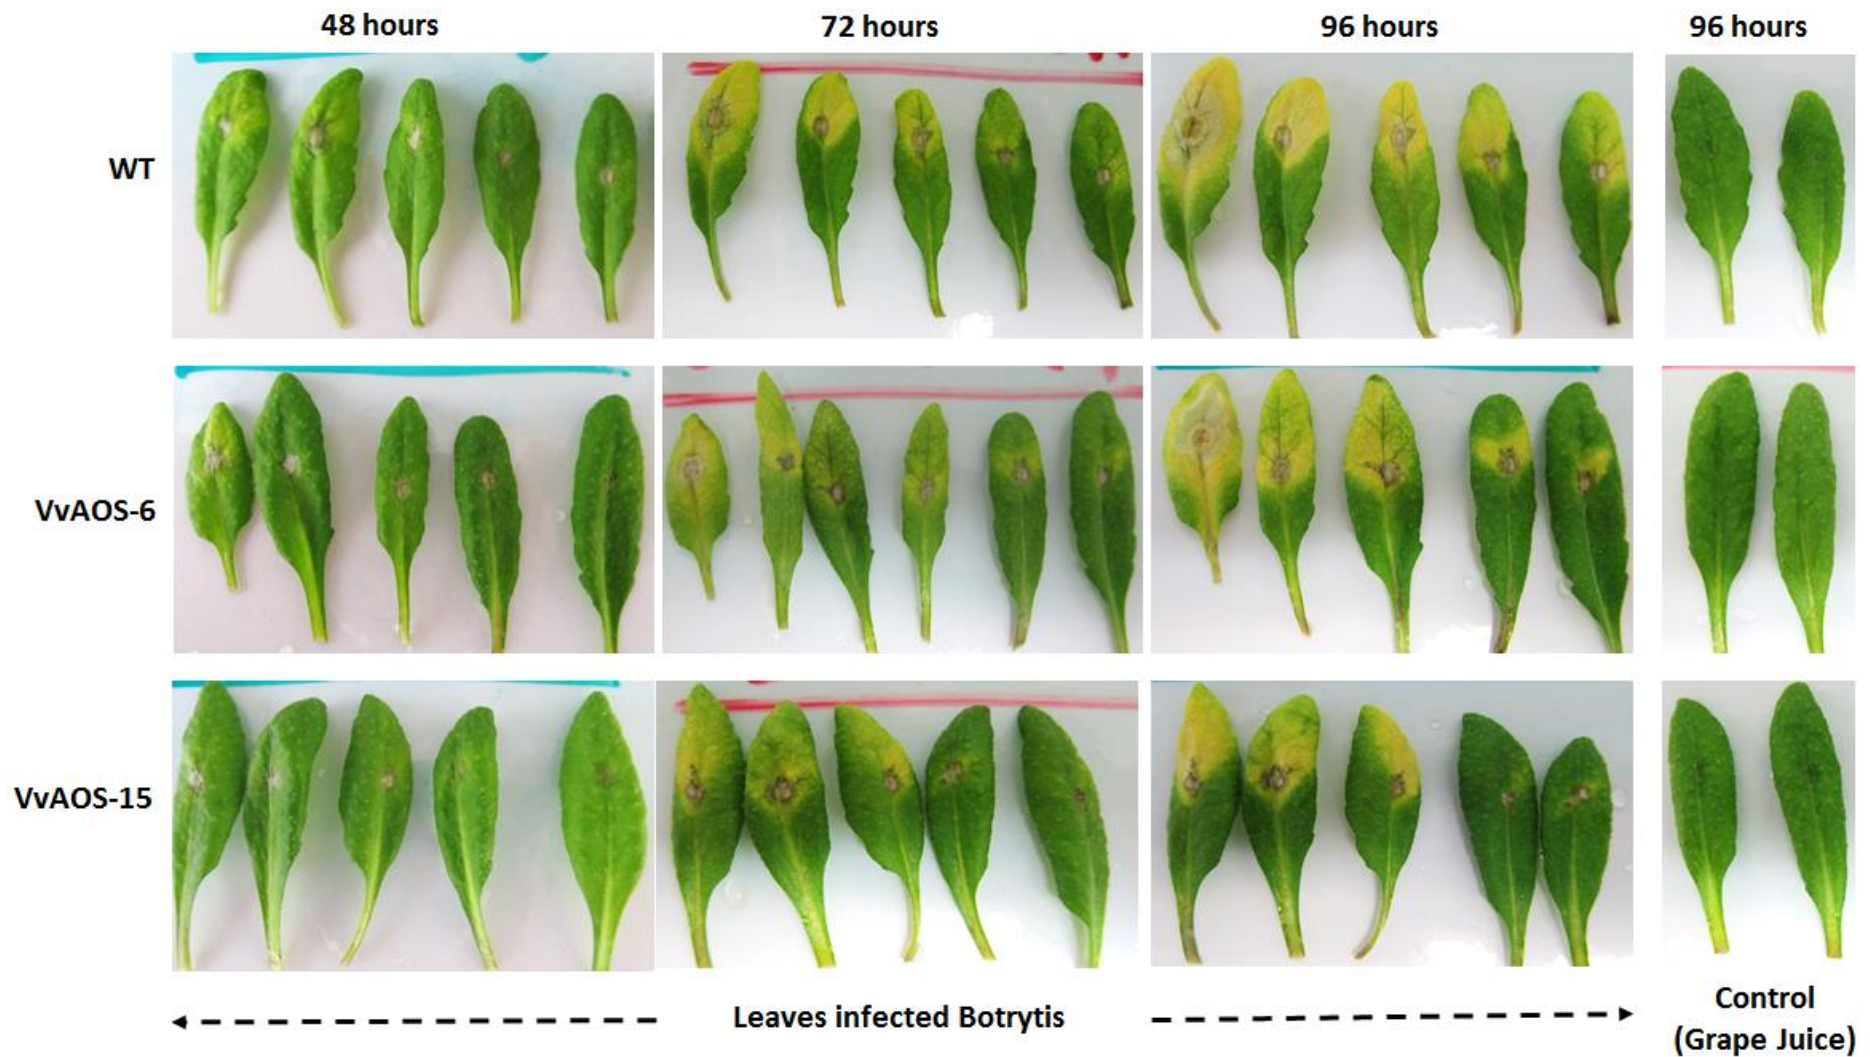 48 hours
72 hours
96 hours
96 hours
WT
VvAOS-6
VvAOS-15
Leaves infected Botrytis
Control
(Grape Juice)